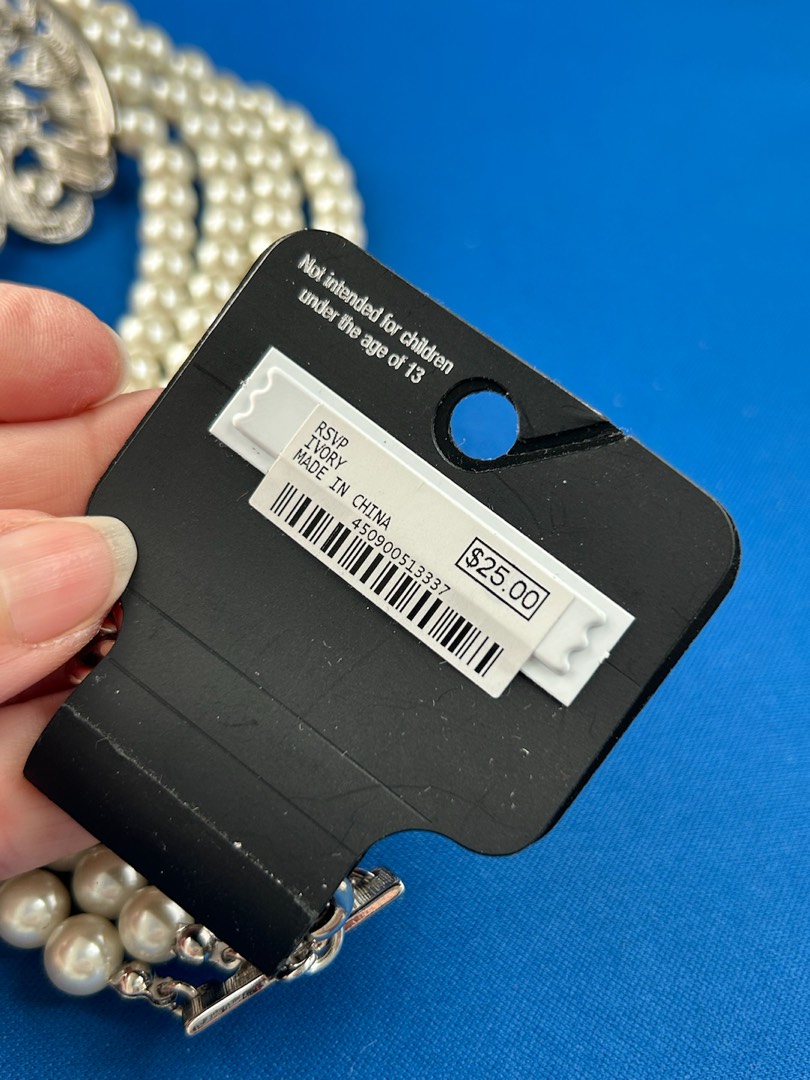 Not intended for children
under the age of 13
RSVP
IVORY
MADE IN CHINA
450900513337
$25.00